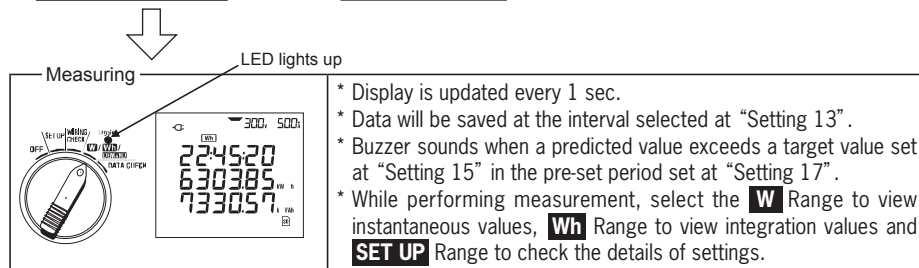 LED lights up
Measuring
OFF
SET UP
WIRING CHECK
W / Wh /
DATA CHECK
300, 500:
Wh
22:45:20
6303.85 kW h
7330.57 k VAh
SD
* Display is updated every 1 sec.
* Data will be saved at the interval selected at “Setting 13”.
* Buzzer sounds when a predicted value exceeds a target value set
at “Setting 15” in the pre-set period set at “Setting 17”.
* While performing measurement, select the W Range to view
instantaneous values, Wh Range to view integration values and
SET UP Range to check the details of settings.